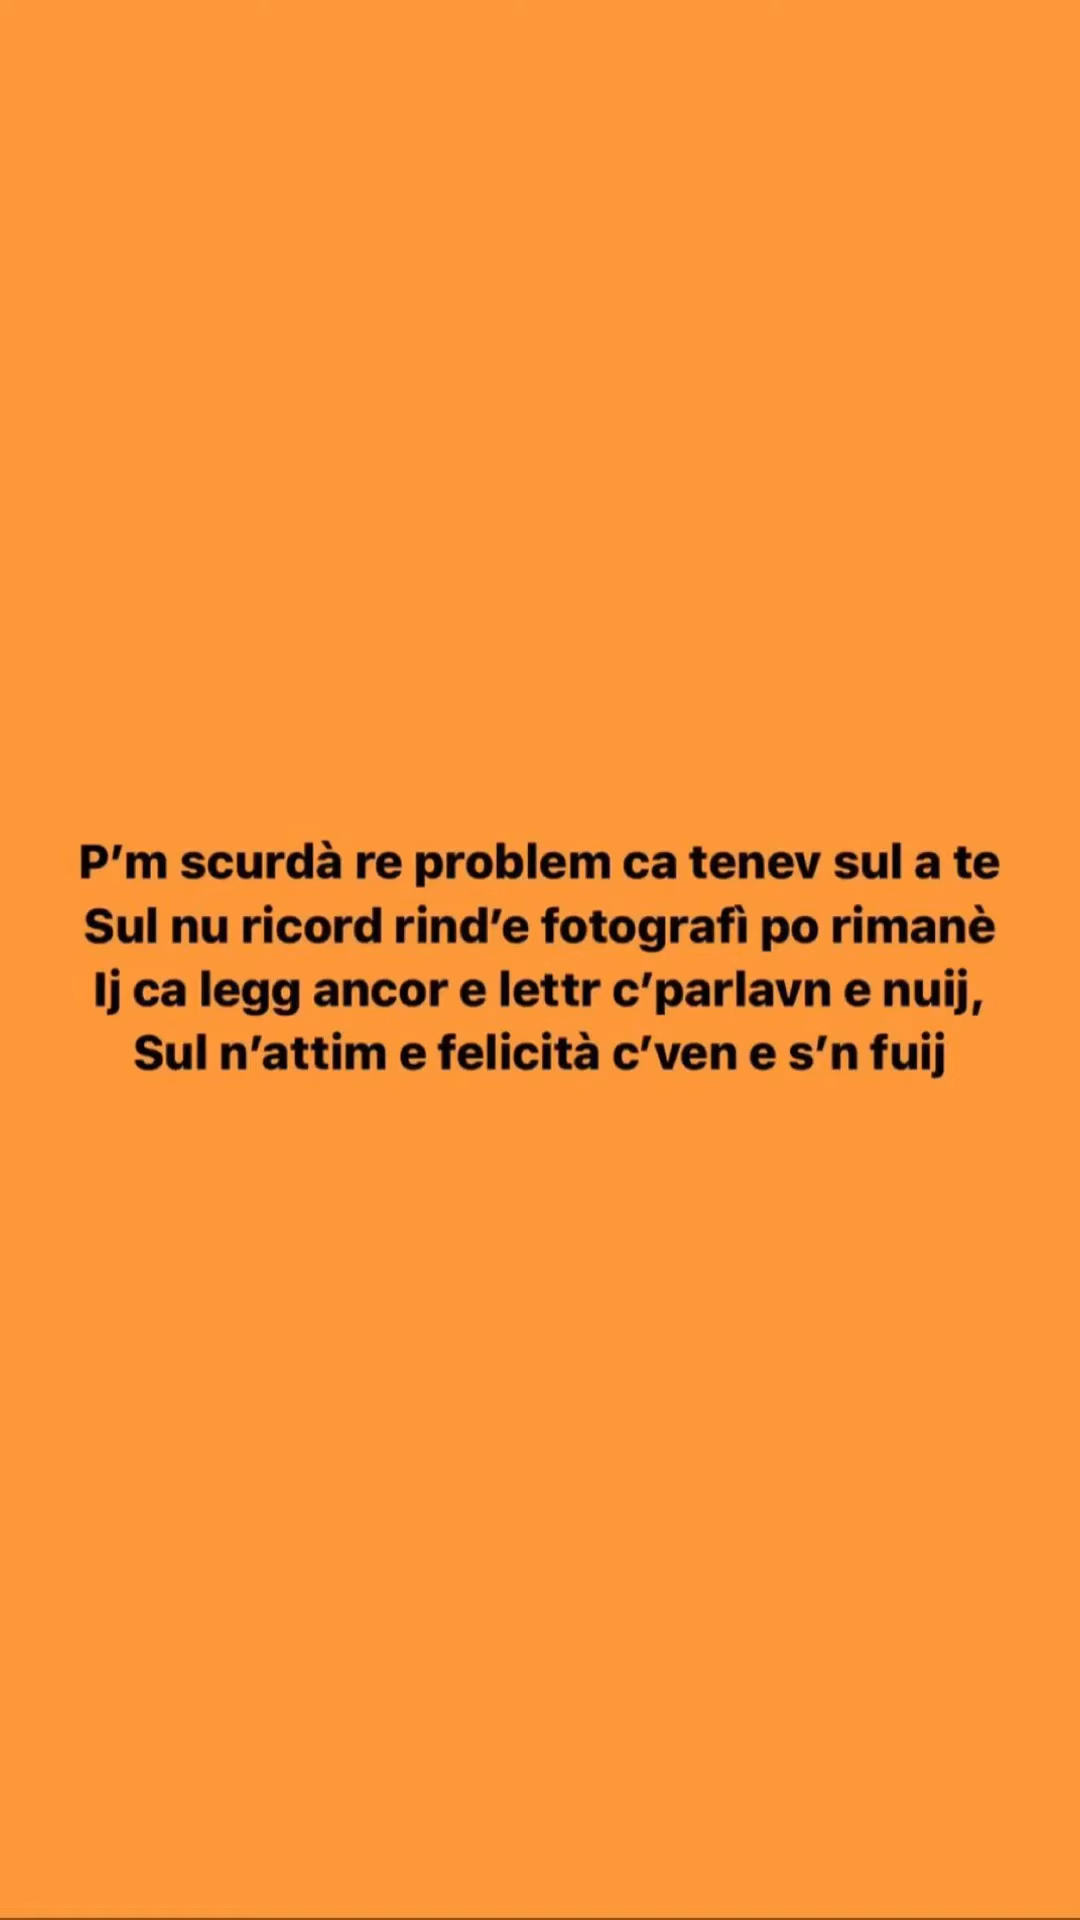 P’m scurdà re problem ca tenev sul a te
Sul nu ricord rind’e fotografì po rimanè
Ij ca legg ancor e lettr c’parlavn e nuij,
Sul n’attim e felicità c’ven e s’n fuij